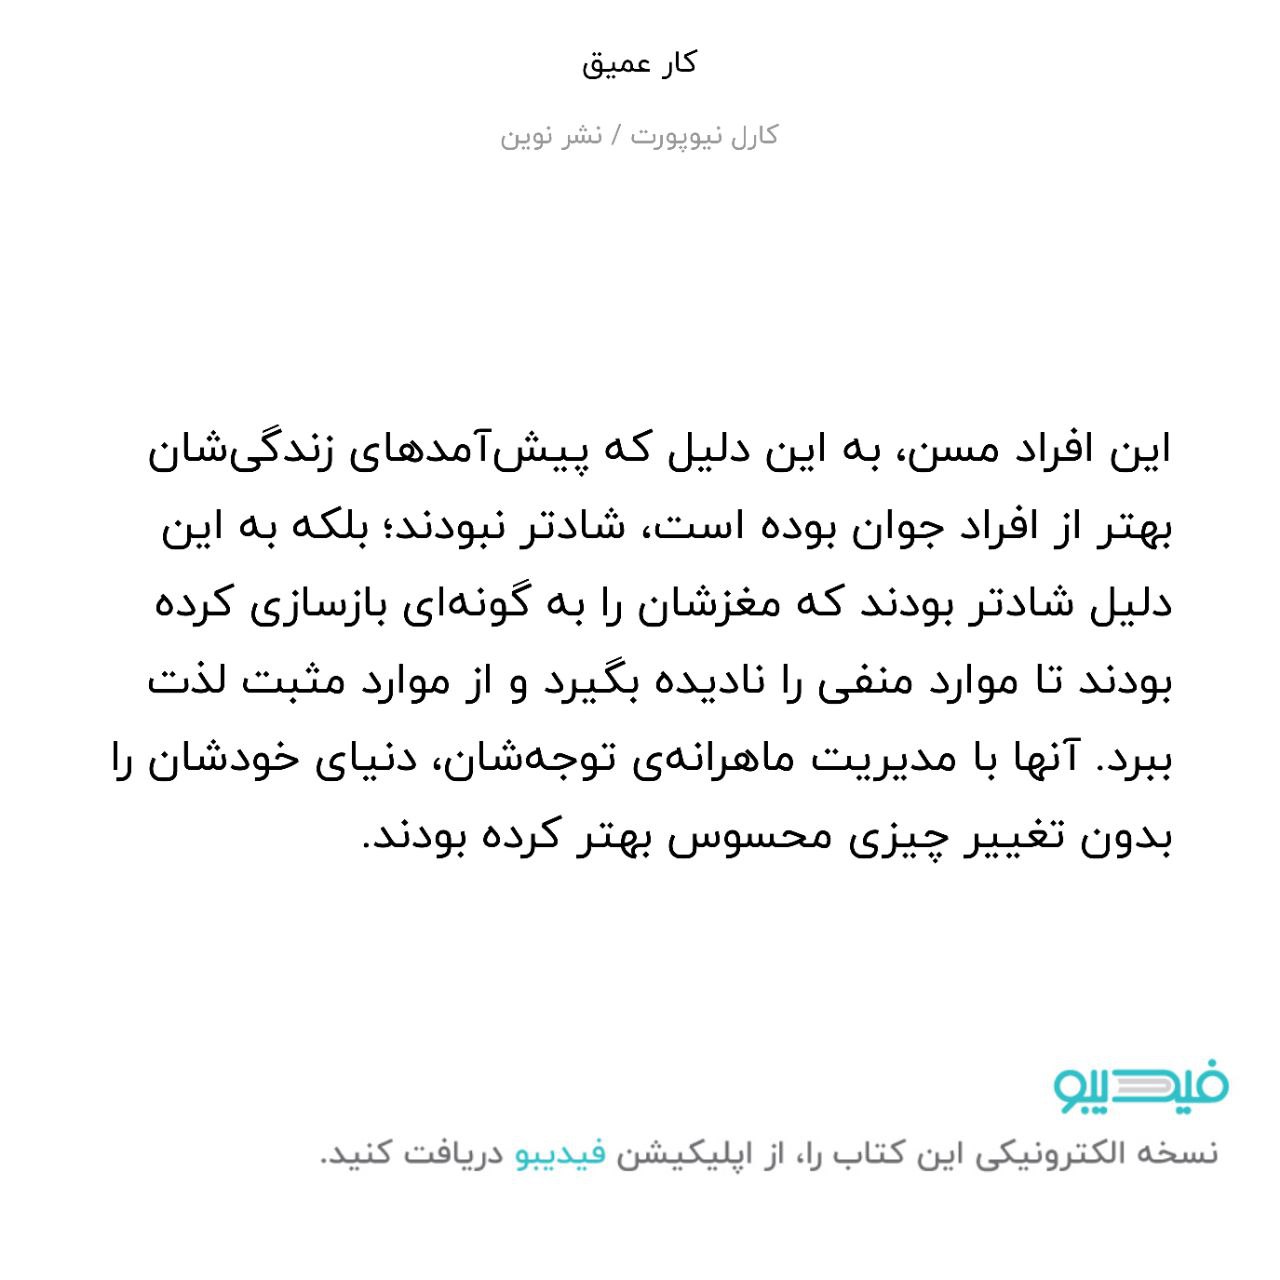 کار عمیق
کارل نیوپورت / نشر نوین
این افراد مسن، به این دلیل که پیش‌آمدهای زندگی‌شان
بهتر از افراد جوان بوده است، شادتر نبودند؛ بلکه به این
دلیل شادتر بودند که مغزشان را به گونه‌ای بازسازی کرده
بودند تا موارد منفی را نادیده بگیرد و از موارد مثبت لذت
ببرد. آنها با مدیریت ماهرانه‌ی توجه‌شان، دنیای خودشان را
بدون تغییر چیزی محسوس بهتر کرده بودند.
فیدیبو
نسخه الکترونیکی این کتاب را، از اپلیکیشن فیدیبو دریافت کنید.